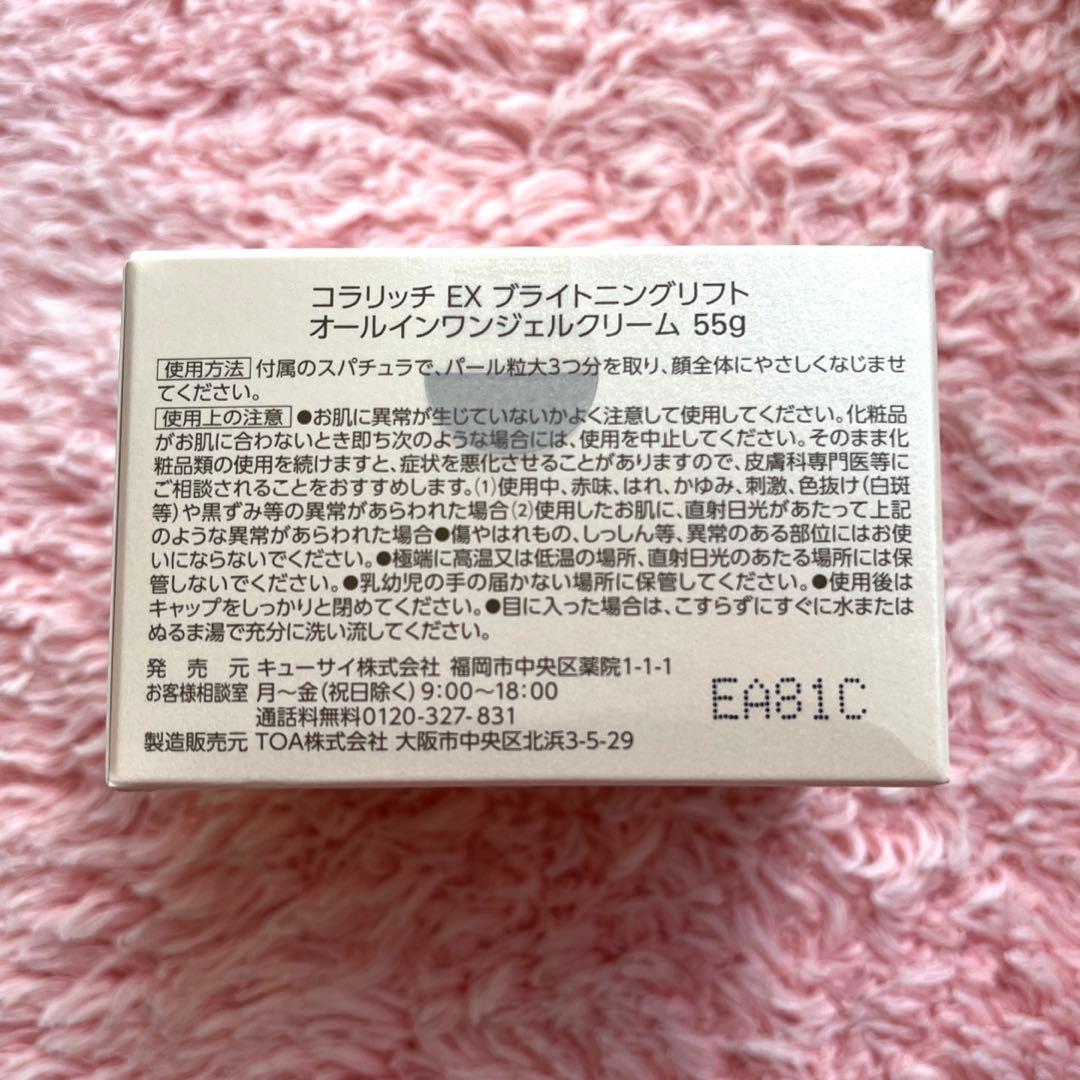 コラリッチ EX ブライトニングリフト
オールインワンジェルクリーム 55g
使用方法 付属のスパチュラで、パール粒大3つ分を取り、顔全体にやさしくなじませ
てください。
使用上の注意 ●お肌に異常が生じていないかよく注意して使用してください。化粧品
がお肌に合わないとき即ち次のような場合には、使用を中止してください。そのまま化
粧品類の使用を続けますと、症状を悪化させることがありますので、皮膚科専門医等に
ご相談されることをおすすめします。(1)使用中、赤味、はれ、かゆみ、刺激、色抜け(白斑
等)や黒ずみ等の異常があらわれた場合(2)使用したお肌に、直射日光があたって上記
のような異常があらわれた場合●傷やはれもの、しっしん等、異常のある部位にはお使
いにならないでください。●極端に高温又は低温の場所、直射日光のあたる場所には保
管しないでください。●乳幼児の手の届かない場所に保管してください。●使用後は
キャップをしっかりと閉めてください。●目に入った場合は、こすらずにすぐに水または
ぬるま湯で充分に洗い流してください。
発売元 キューサイ株式会社 福岡市中央区薬院1-1-1
お客様相談室 月〜金(祝日除く)9:00〜18:00
通話料無料0120-327-831
製造販売元 TOA株式会社 大阪市中央区北浜3-5-29
EA81C